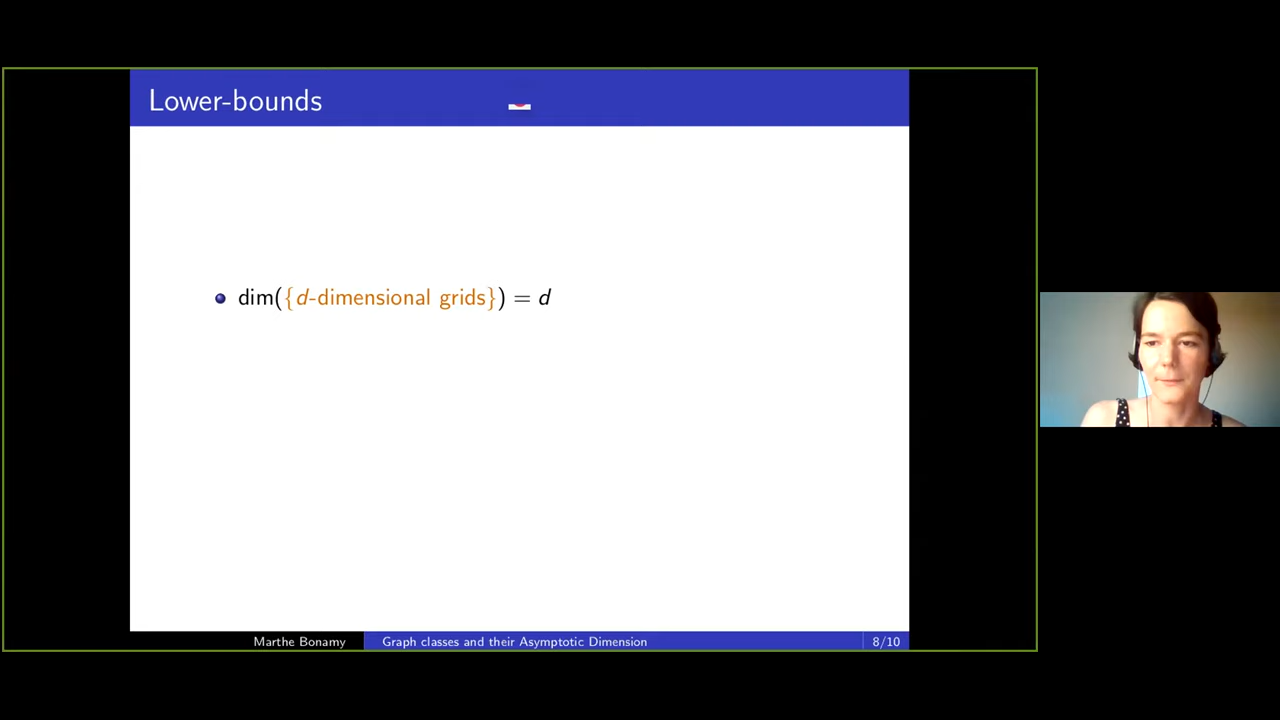 Lower-bounds
dim({d-dimensional grids}) = d
Marthe Bonamy
Graph classes and their Asymptotic Dimension
8/10